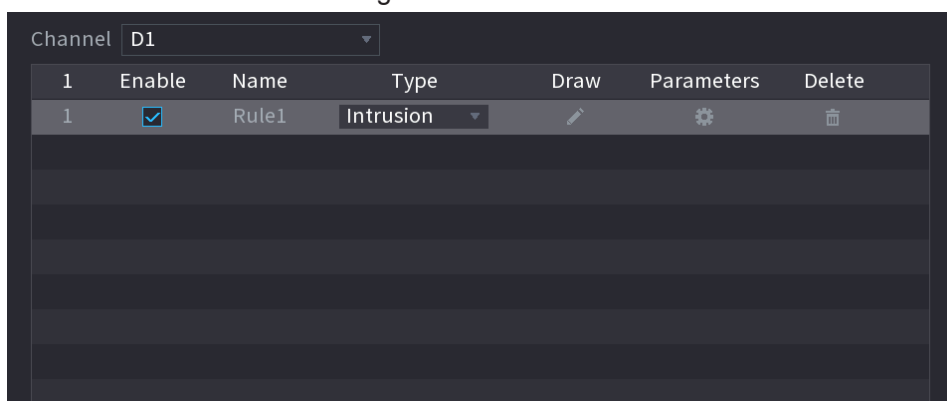 Channel D1
1 Enable Name Type Draw Parameters Delete
1 Rule1 Intrusion